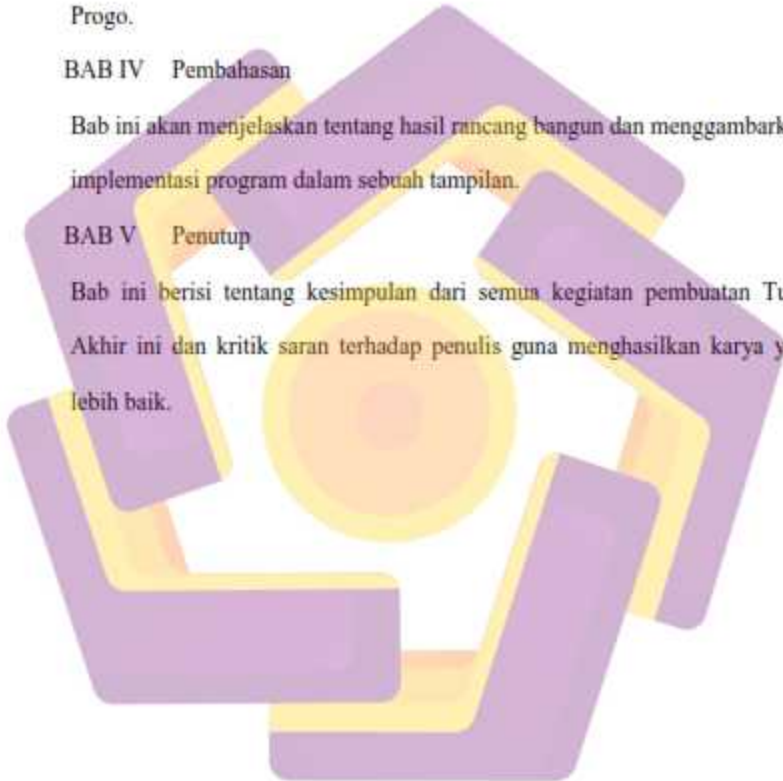 Progo.
BAB IV Pembahasan
Bab ini akan menjelaskan tentang hasil rancang bangun dan menggambark
implementasi program dalam sebuah tampilan.
BAB V Penutup
Bab ini berisi tentang kesimpulan dari semua kegiatan pembuatan Tu
Akhir ini dan kritik saran terhadap penulis guna menghasilkan karya y
lebih baik.